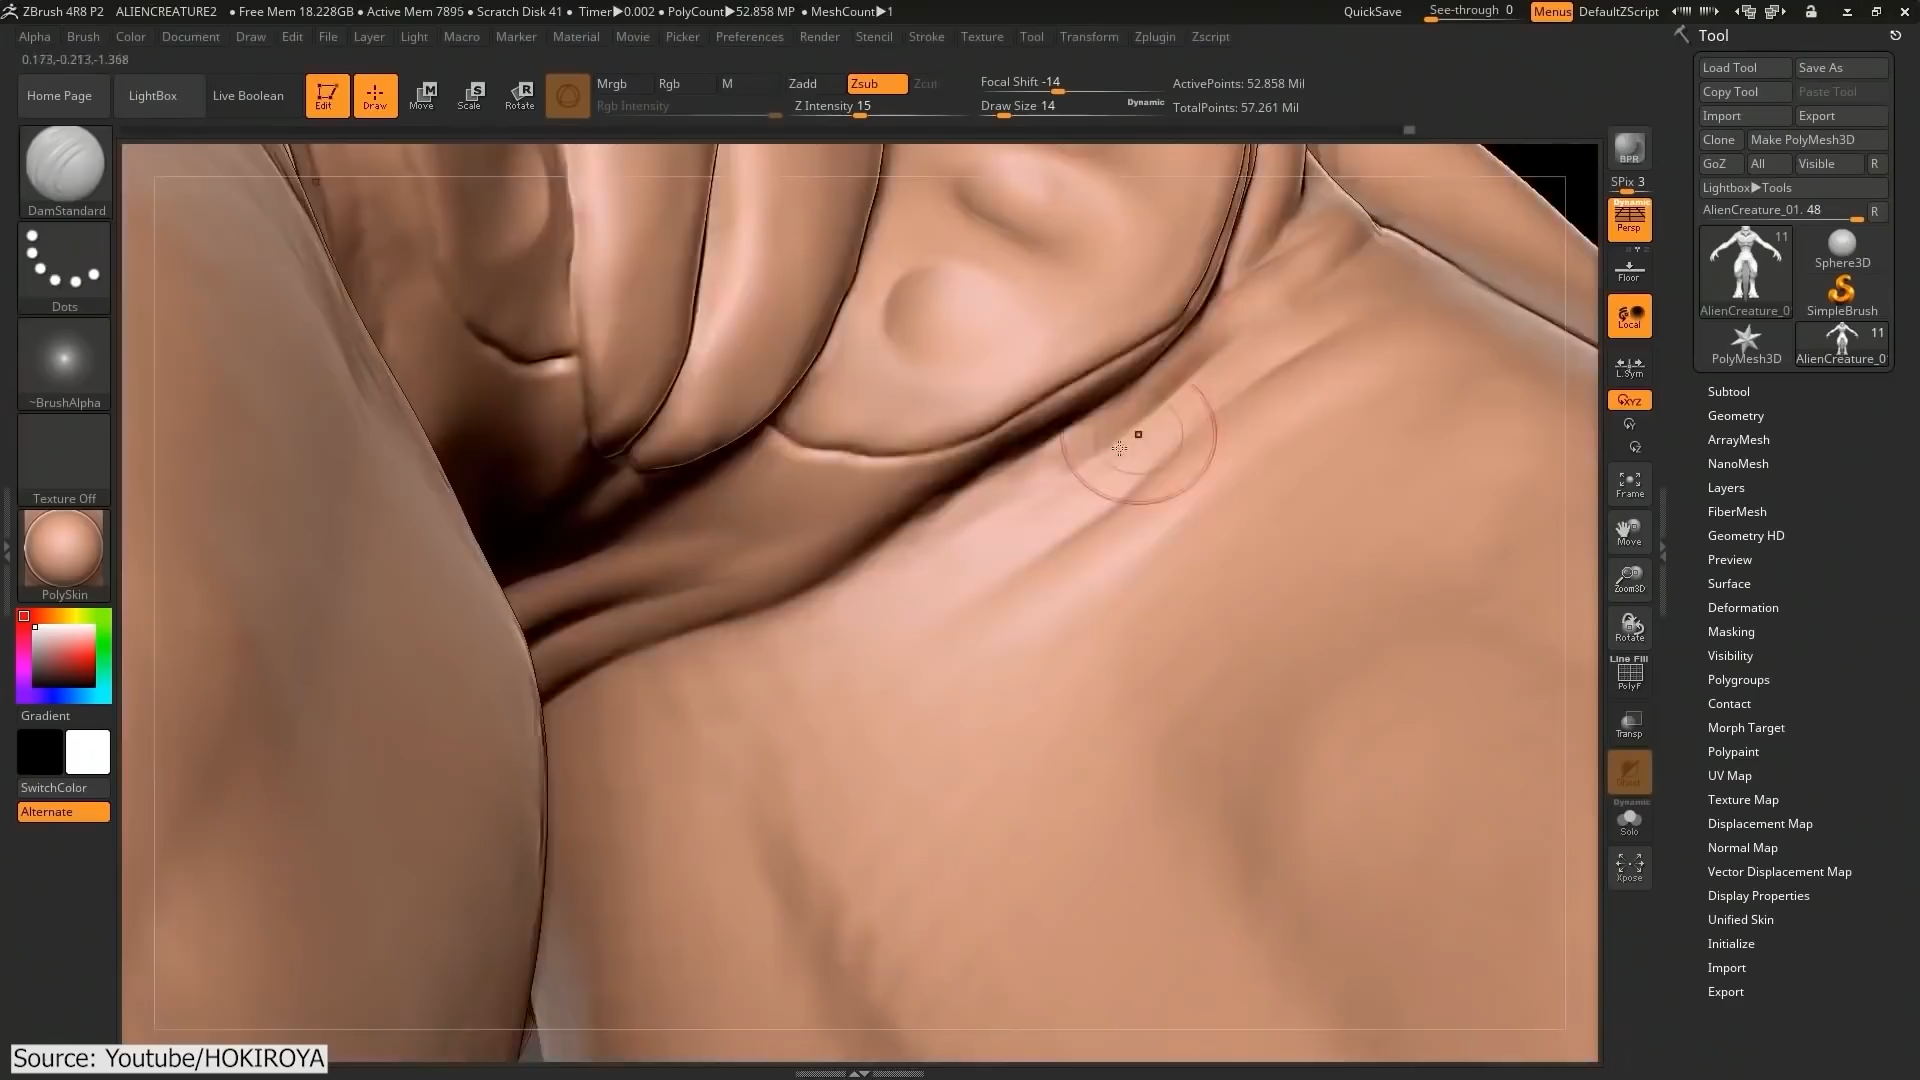 ZBrush 4R8 P2 ALIENCREATURE2 ● Free Mem 18.228GB ● Active Mem 7895 ● Scratch Disk 41 ● Timer▶0.002 ● PolyCount▶52.858 MP ● MeshCount▶1 QuickSave See-through 0 Menus DefaultZScript
Alpha Brush Color Document Draw Edit File Layer Light Macro Marker Material Movie Picker Preferences Render Stencil Stroke Texture Tool Transform Zplugin Zscript
0.173,-0.213,-1.368
Home Page LightBox Live Boolean Edit Draw Move Scale Rotate
Mrgb Rgb M Zadd Zsub Zcut
Rgb Intensity Z Intensity 15
Focal Shift -14
Draw Size 14 Dynamic
ActivePoints: 52.858 Mil
TotalPoints: 57.261 Mil
DamStandard
Dots
~BrushAlpha
Texture Off
PolySkin
Gradient
SwitchColor
Alternate
BPR
SPix 3
Dynamic
Persp
Floor
Local
L.Sym
XYZ
Frame
Move
Zoom3D
Rotate
Line Fill
PolyF
Transp
Ghost
Dynamic
Solo
Xpose
Tool
Load Tool Save As
Copy Tool Paste Tool
Import Export
Clone Make PolyMesh3D
GoZ All Visible R
Lightbox▶Tools
AlienCreature_01. 48 R
11
AlienCreature_0
Sphere3D
SimpleBrush
PolyMesh3D
11
AlienCreature_0
Subtool
Geometry
ArrayMesh
NanoMesh
Layers
FiberMesh
Geometry HD
Preview
Surface
Deformation
Masking
Visibility
Polygroups
Contact
Morph Target
Polypaint
UV Map
Texture Map
Displacement Map
Normal Map
Vector Displacement Map
Display Properties
Unified Skin
Initialize
Import
Export
Source: Youtube/HOKIROYA